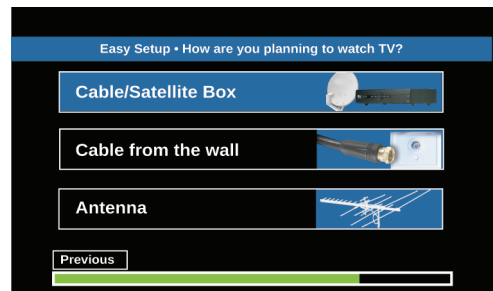 Easy Setup • How are you planning to watch TV?
Cable/Satellite Box
Cable from the wall
Antenna
Previous